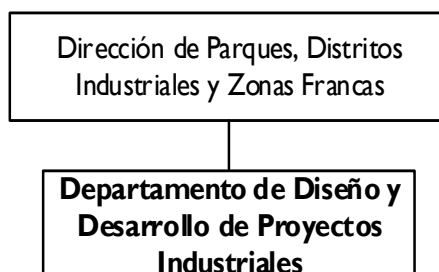 Dirección de Parques, Distritos
Industriales y Zonas Francas
Departamento de Diseño y
Desarrollo de Proyectos
Industriales